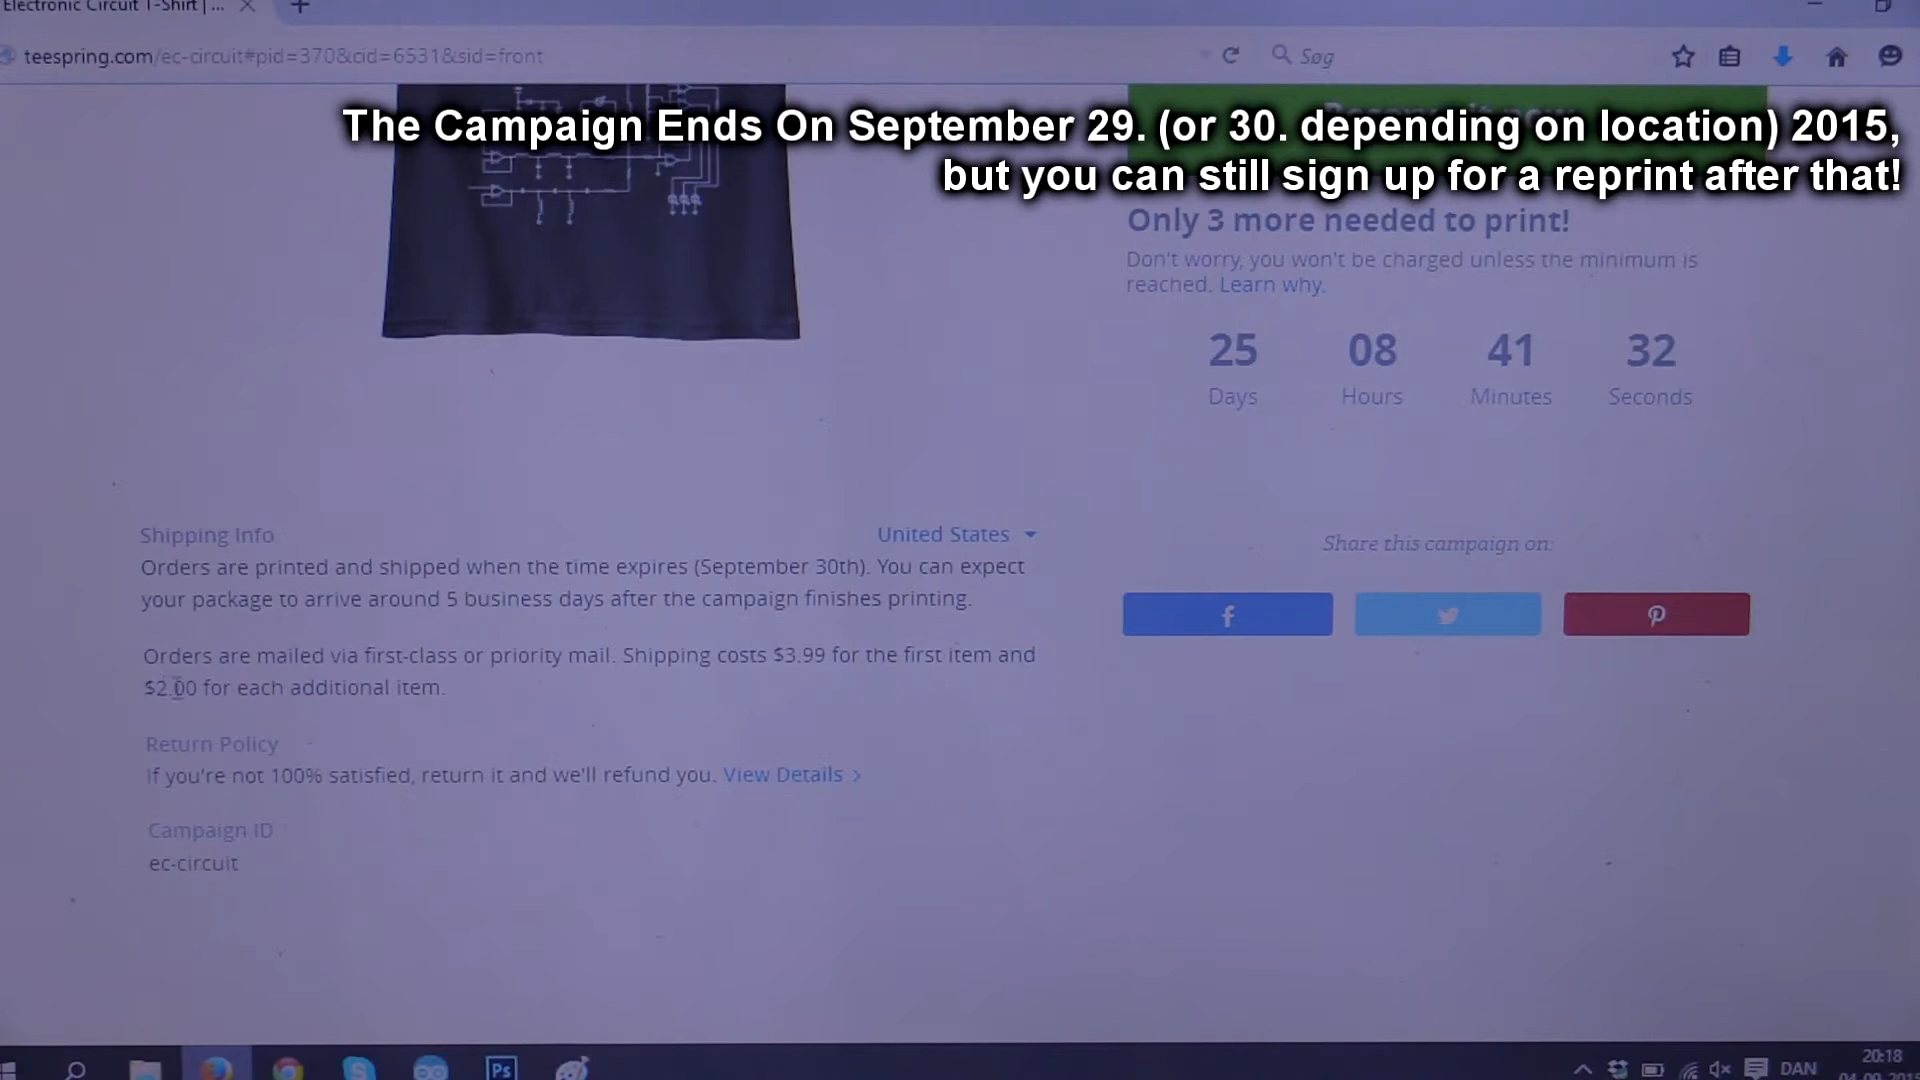 Electronic Circuit T-Shirt | ...
teespring.com/ec-circuit#pid=370&cid=6531&sid=front
Søg
The Campaign Ends On September 29. (or 30. depending on location) 2015,
but you can still sign up for a reprint after that!
Only 3 more needed to print!
Don't worry, you won't be charged unless the minimum is
reached. Learn why.
25 08 41 32
Days Hours Minutes Seconds
Shipping Info
United States
Orders are printed and shipped when the time expires (September 30th). You can expect
your package to arrive around 5 business days after the campaign finishes printing.
Share this campaign on:
Orders are mailed via first-class or priority mail. Shipping costs $3.99 for the first item and
$2.00 for each additional item.
Return Policy
If you're not 100% satisfied, return it and we'll refund you. View Details >
Campaign ID
ec-circuit
Ps
DAN
20:18
04-09-2015